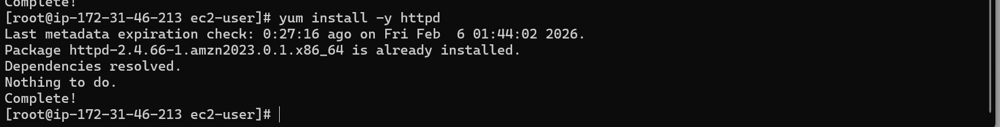 Complete!
[root@ip-172-31-46-213 ec2-user]# yum install -y httpd
Last metadata expiration check: 0:27:16 ago on Fri Feb  6 01:44:02 2026.
Package httpd-2.4.66-1.amzn2023.0.1.x86_64 is already installed.
Dependencies resolved.
Nothing to do.
Complete!
[root@ip-172-31-46-213 ec2-user]#